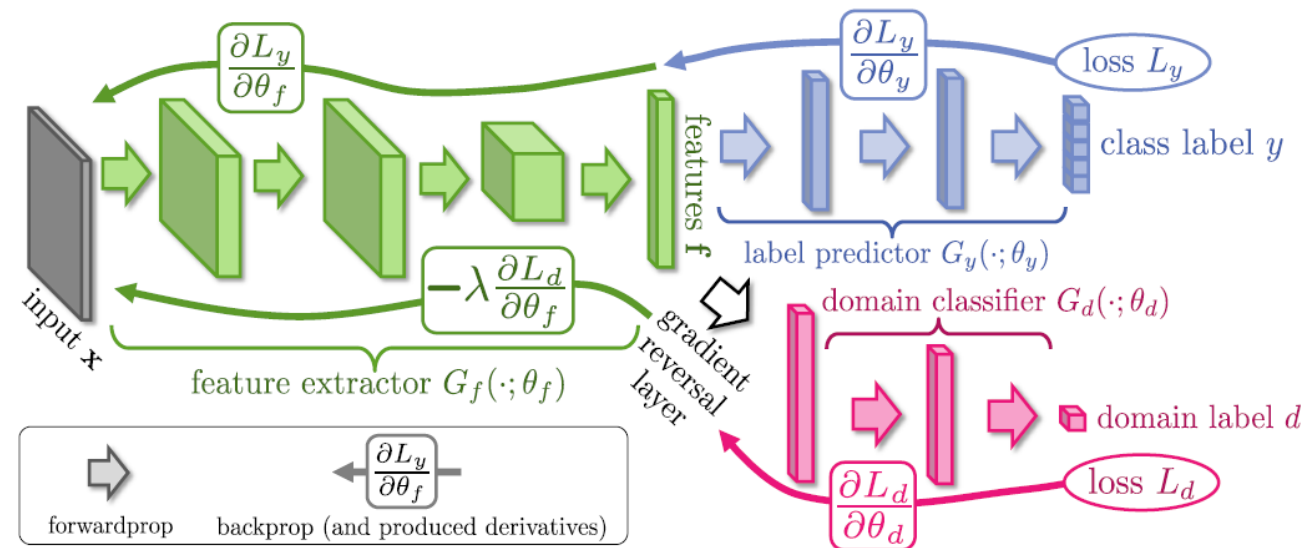 ∂L_y
∂θ_f
∂L_y
∂θ_y
loss L_y
features f
class label y
label predictor G_y(·; θ_y)
input x
−λ ∂L_d
∂θ_f
feature extractor G_f(·; θ_f)
gradient
reversal
layer
domain classifier G_d(·; θ_d)
domain label d
∂L_d
∂θ_d
loss L_d
∂L_y
∂θ_f
forwardprop
backprop (and produced derivatives)